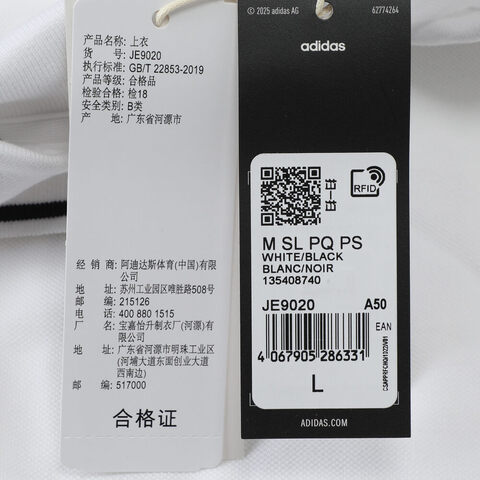 产品名称: 上衣
货 号: JE9020
执行标准: GB/T 22853-2019
产品等级: 合格品
检验合格: 检18
安全类别: B类
产 地: 广东省河源市
经 销 商: 阿迪达斯体育(中国)有限
公司
地 址: 苏州工业园区唯胜路508号
邮 编: 215126
电 话: 400 880 1515
厂 名: 宝嘉怡升制衣厂(河源)有
限公司
地 址: 广东省河源市明珠工业区
(河埔大道东面创业大道
西南边)
邮 编: 517000
合格证
© 2025 adidas AG 62774264
adidas
RFID
M SL PQ PS
WHITE/BLACK
BLANC/NOIR
135408740
JE9020 A50
EAN
4 067905 286331
L
ADIDAS.COM